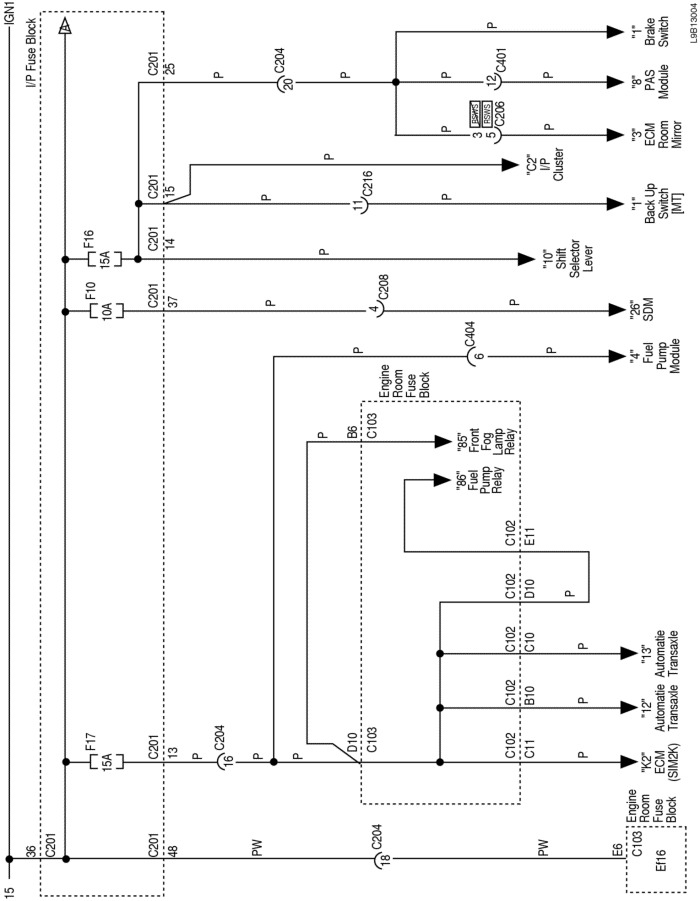 15
IGN1
36
C201
I/P Fuse Block
A
F17
15A
F10
10A
F16
15A
C201
48
C201
13
C201
37
C201
14
C201
15
C201
25
PW
C204
18
PW
E6
C103
Ef16
Engine
Room
Fuse
Block
P
C204
16
P
P
D10
C103
Engine
Room
Fuse
Block
P
B6
C103
"85"
Front
Fog
Lamp
Relay
"86"
Fuel
Pump
Relay
C102
C11
C102
B10
C102
C10
C102
D10
C102
E11
P
P
P
P
"K2"
ECM
(SIM2K)
"12"
Automatie
Transaxle
"13"
Automatie
Transaxle
P
C404
6
P
"4"
Fuel
Pump
Module
P
C208
4
P
"26"
SDM
P
"10"
Shift
Selector
Lever
P
C216
11
P
"1"
Back Up
Switch
[MT]
P
"C2"
I/P
Cluster
P
C204
20
P
P
RSWS
RSWS
3
5
C206
P
"3"
ECM
Room
Mirror
P
C401
12
P
"8"
PAS
Module
P
"1"
Brake
Switch
L9B13004